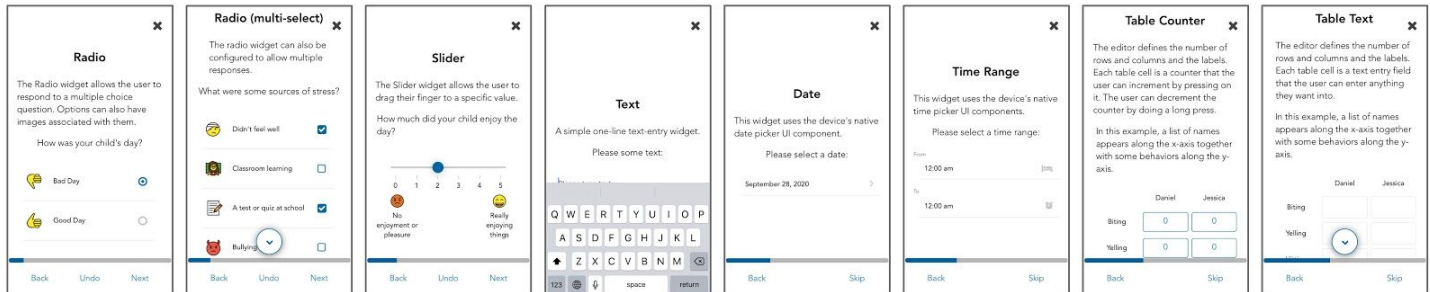 Radio
The Radio widget allows the user to
respond to a multiple choice
question. Options can also have
images associated with them.
How was your child's day?
Bad Day
Good Day
Back Undo Next
Radio (multi-select)
The radio widget can also be
configured to allow multiple
responses.
What were some sources of stress?
Didn't feel well
Classroom learning
A test or quiz at school
Bullying
Back Undo Next
Slider
The Slider widget allows the user to
drag their finger to a specific value.
How much did your child enjoy the
day?
0 1 2 3 4 5
No
enjoyment or
pleasure
Really
enjoying
things
Back Undo Next
Text
A simple one-line text-entry widget.
Please some text:
Q W E R T Y U I O P
A S D F G H J K L
Z X C V B N M
123 space return
Date
This widget uses the device's native
date picker UI component.
Please select a date:
September 28, 2020
Back Skip
Time Range
This widget uses the device's native
time picker UI components.
Please select a time range:
From
12:00 am
To
12:00 am
Back Skip
Table Counter
The editor defines the number of
rows and columns and the labels.
Each table cell is a counter that the
user can increment by pressing on
it. The user can decrement the
counter by doing a long press.
In this example, a list of names
appears along the x-axis together
with some behaviors along the y-
axis.
Daniel Jessica
Biting 0 0
Yelling 0 0
Back Skip
Table Text
The editor defines the number of
rows and columns and the labels.
Each table cell is a text entry field
that the user can enter anything
they want into.
In this example, a list of names
appears along the x-axis together
with some behaviors along the y-
axis.
Daniel Jessica
Biting
Yelling
Back Skip